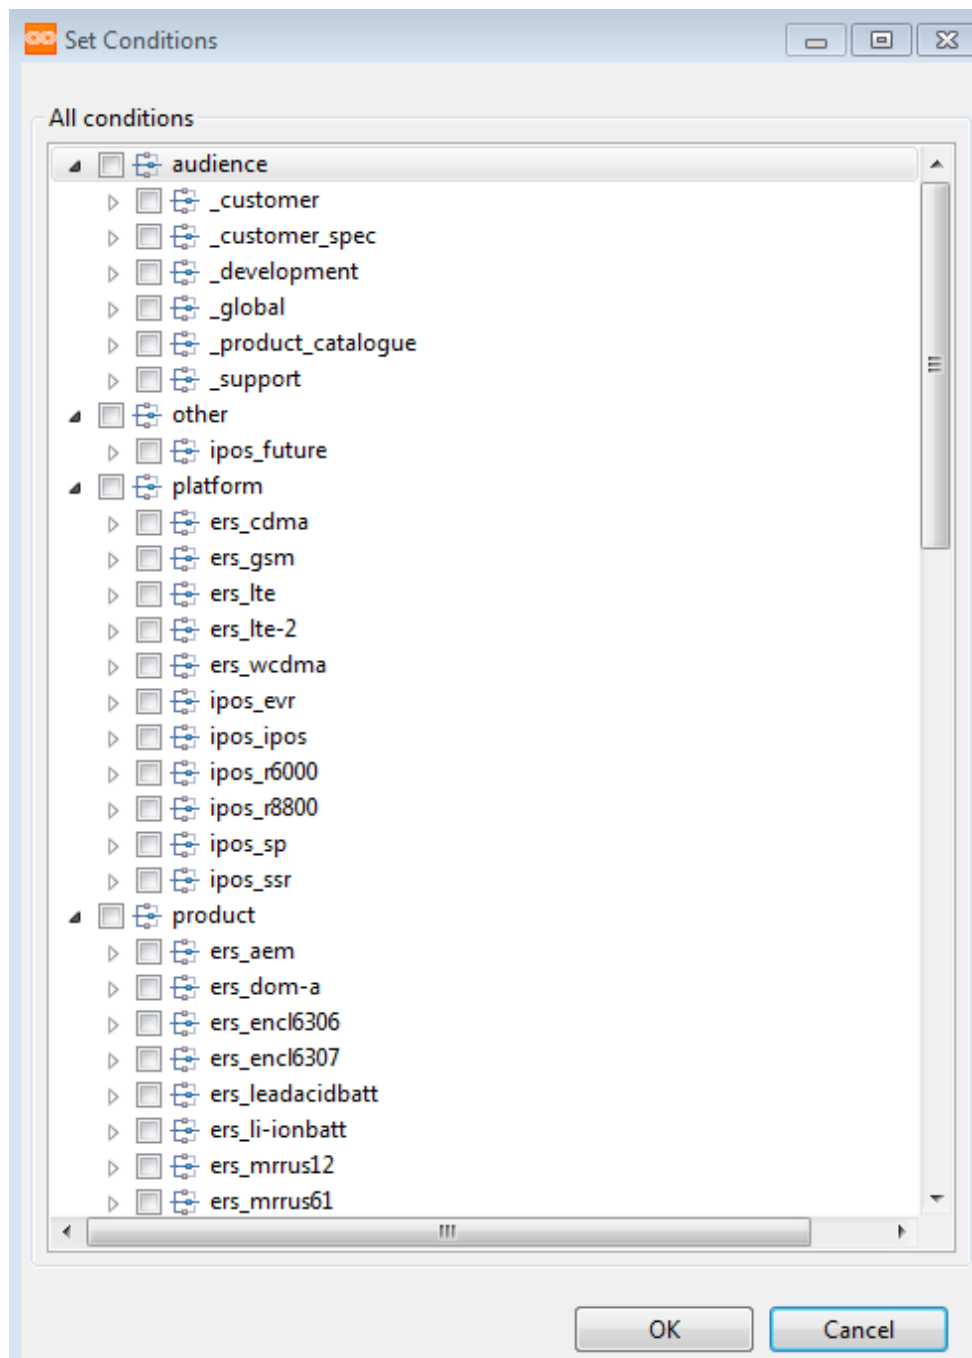 Set Conditions
All conditions
audience
_customer
_customer_spec
_development
_global
_product_catalogue
_support
other
ipos_future
platform
ers_cdma
ers_gsm
ers_lte
ers_lte-2
ers_wcdma
ipos_evr
ipos_ipos
ipos_r6000
ipos_r8800
ipos_sp
ipos_ssr
product
ers_aem
ers_dom-a
ers_encl6306
ers_encl6307
ers_leadacidbatt
ers_li-ionbatt
ers_mrrus12
ers_mrrus61
OK Cancel